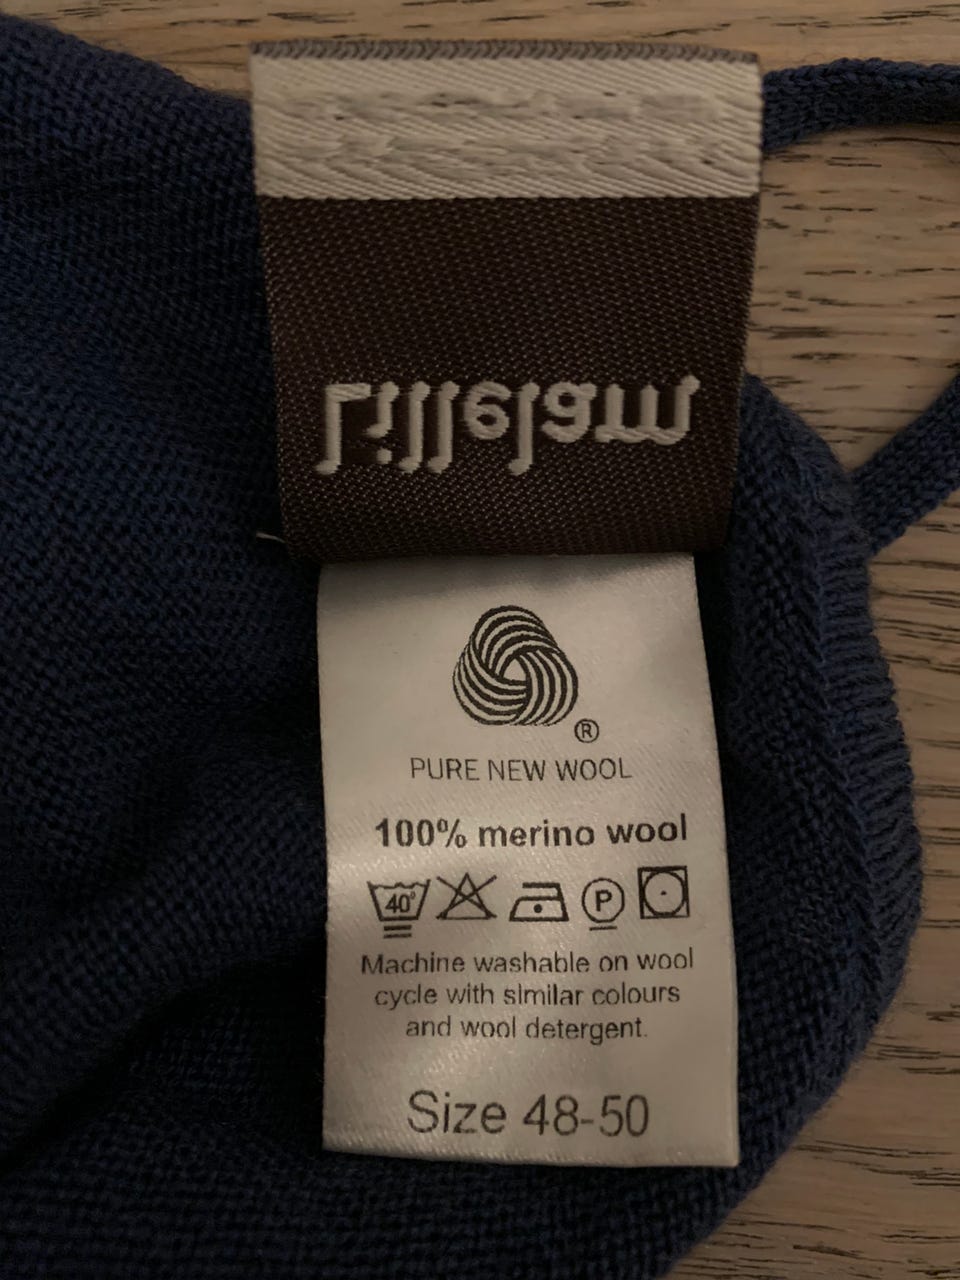 Lillelam
®
PURE NEW WOOL
100% merino wool
40° P
Machine washable on wool
cycle with similar colours
and wool detergent.
Size 48-50